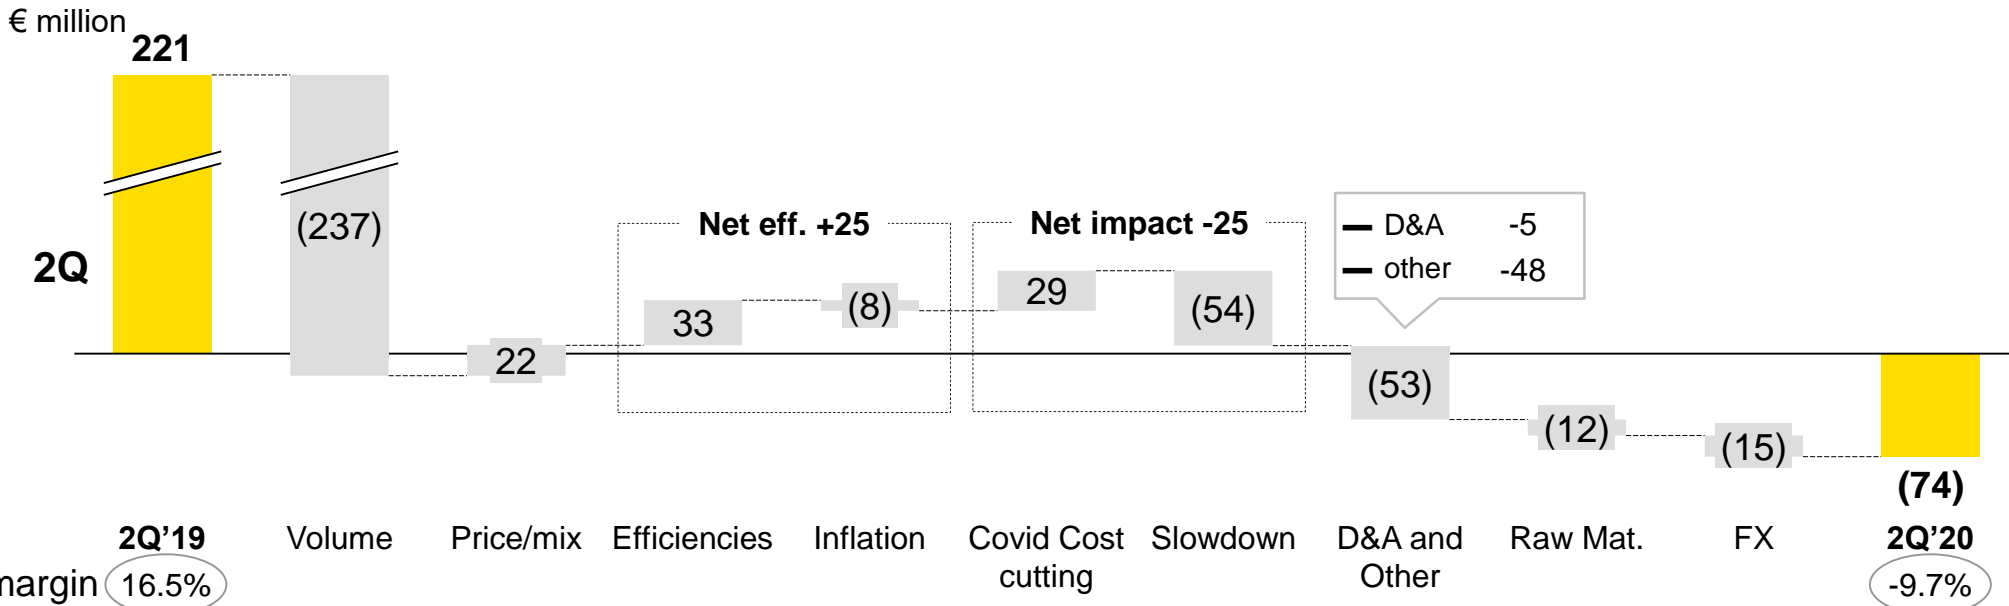 € million
221
(237)
Net eff. +25
Net impact -25
D&A -5
other -48
2Q
22
33
(8)
29
(54)
(53)
(12)
(15)
(74)
2Q’19 Volume Price/mix Efficiencies Inflation Covid Cost cutting Slowdown D&A and Other Raw Mat. FX 2Q’20
margin 16.5% -9.7%